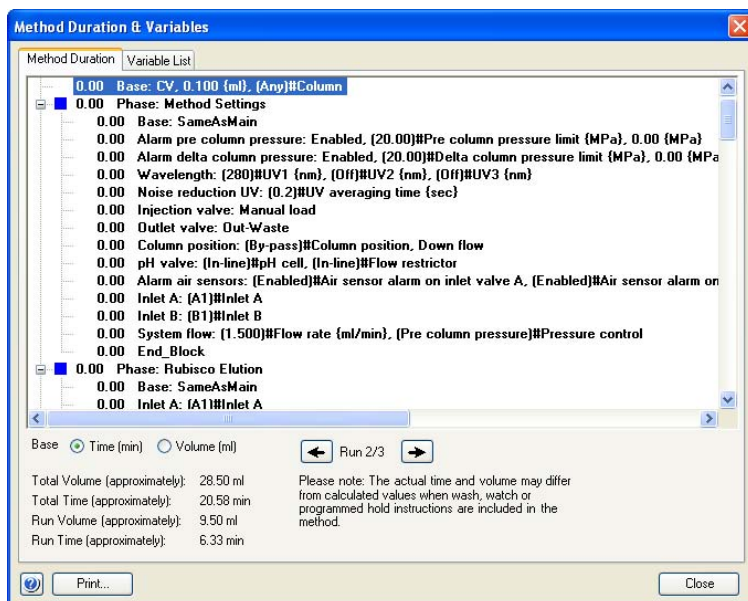 Method Duration & Variables
Method Duration
Variable List
0.00 Base: CV, 0.100 {ml}, (Any)#Column
0.00 Phase: Method Settings
0.00 Base: SameAsMain
0.00 Alarm pre column pressure: Enabled, (20.00)#Pre column pressure limit {MPa}, 0.00 {MPa}
0.00 Alarm delta column pressure: Enabled, (20.00)#Delta column pressure limit {MPa}, 0.00 {MPa
0.00 Wavelength: (280)#UV1 {nm}, (Off)#UV2 {nm}, (Off)#UV3 {nm}
0.00 Noise reduction UV: (0.2)#UV averaging time {sec}
0.00 Injection valve: Manual load
0.00 Outlet valve: Out-Waste
0.00 Column position: (By-pass)#Column position, Down flow
0.00 pH valve: (In-line)#pH cell, (In-line)#Flow restrictor
0.00 Alarm air sensors: (Enabled)#Air sensor alarm on inlet valve A, (Enabled)#Air sensor alarm on
0.00 Inlet A: (A1)#Inlet A
0.00 Inlet B: (B1)#Inlet B
0.00 System flow: (1.500)#Flow rate {ml/min}, (Pre column pressure)#Pressure control
0.00 End_Block
0.00 Phase: Rubisco Elution
0.00 Base: SameAsMain
0.00 Inlet A: (A1)#Inlet A
Base Time (min) Volume (ml)
Run 2/3
Total Volume (approximately): 28.50 ml
Total Time (approximately): 20.58 min
Run Volume (approximately): 9.50 ml
Run Time (approximately): 6.33 min
Please note: The actual time and volume may differ
from calculated values when wash, watch or
programmed hold instructions are included in the
method.
? Print... Close